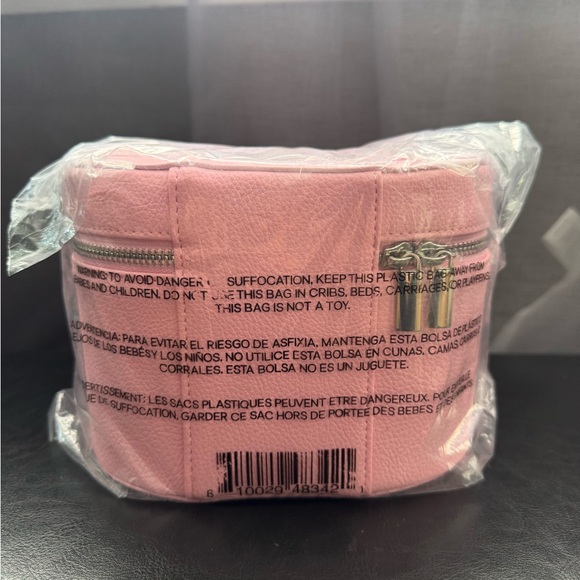 WARNING: TO AVOID DANGER OF SUFFOCATION, KEEP THIS PLASTIC BAG AWAY FROM
BABIES AND CHILDREN. DO NOT USE THIS BAG IN CRIBS, BEDS, CARRIAGES, OR PLAYPENS.
THIS BAG IS NOT A TOY.
ADVERTENCIA: PARA EVITAR EL RIESGO DE ASFIXIA, MANTENGA ESTA BOLSA DE PLÁSTICO
LEJOS DE LOS BEBÉS Y LOS NIÑOS. NO UTILICE ESTA BOLSA EN CUNAS, CAMAS, CARRIOLAS
CORRALES. ESTA BOLSA NO ES UN JUGUETE.
AVERTISSEMENT: LES SACS PLASTIQUES PEUVENT ETRE DANGEREUX. POUR EVITER
DE SUFFOCATION, GARDER CE SAC HORS DE PORTEE DES BEBES
8 10029 48342 1